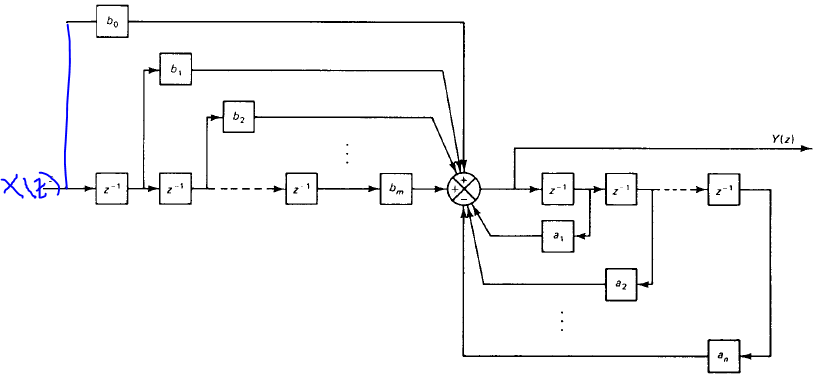 b₀
b₁
b₂
Y(z)
X(z)
z⁻¹ z⁻¹ z⁻¹ bₘ + + − z⁻¹ z⁻¹ z⁻¹
a₁
a₂
aₙ